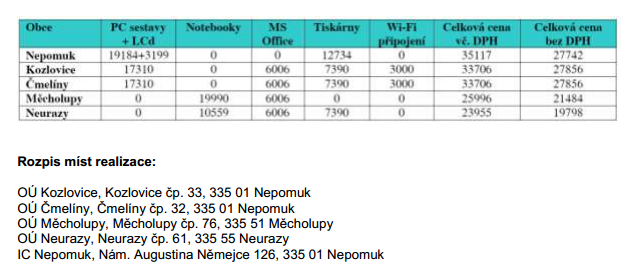 Obce PC sestavy + LCd Notebooky MS Office Tiskárny Wi-Fi připojení Celková cena vč. DPH Celková cena bez DPH
Nepomuk 19184+3199 0 0 12734 0 35117 27742
Kozlovice 17310 0 6006 7390 3000 33706 27856
Čmelíny 17310 0 6006 7390 3000 33706 27856
Měcholupy 0 19990 6006 0 0 25996 21484
Neurazy 0 10559 6006 7390 0 23955 19798
Rozpis míst realizace:
OÚ Kozlovice, Kozlovice čp. 33, 335 01 Nepomuk
OÚ Čmelíny, Čmelíny čp. 32, 335 01 Nepomuk
OÚ Měcholupy, Měcholupy čp. 76, 335 51 Měcholupy
OÚ Neurazy, Neurazy čp. 61, 335 55 Neurazy
IC Nepomuk, Nám. Augustina Němejce 126, 335 01 Nepomuk